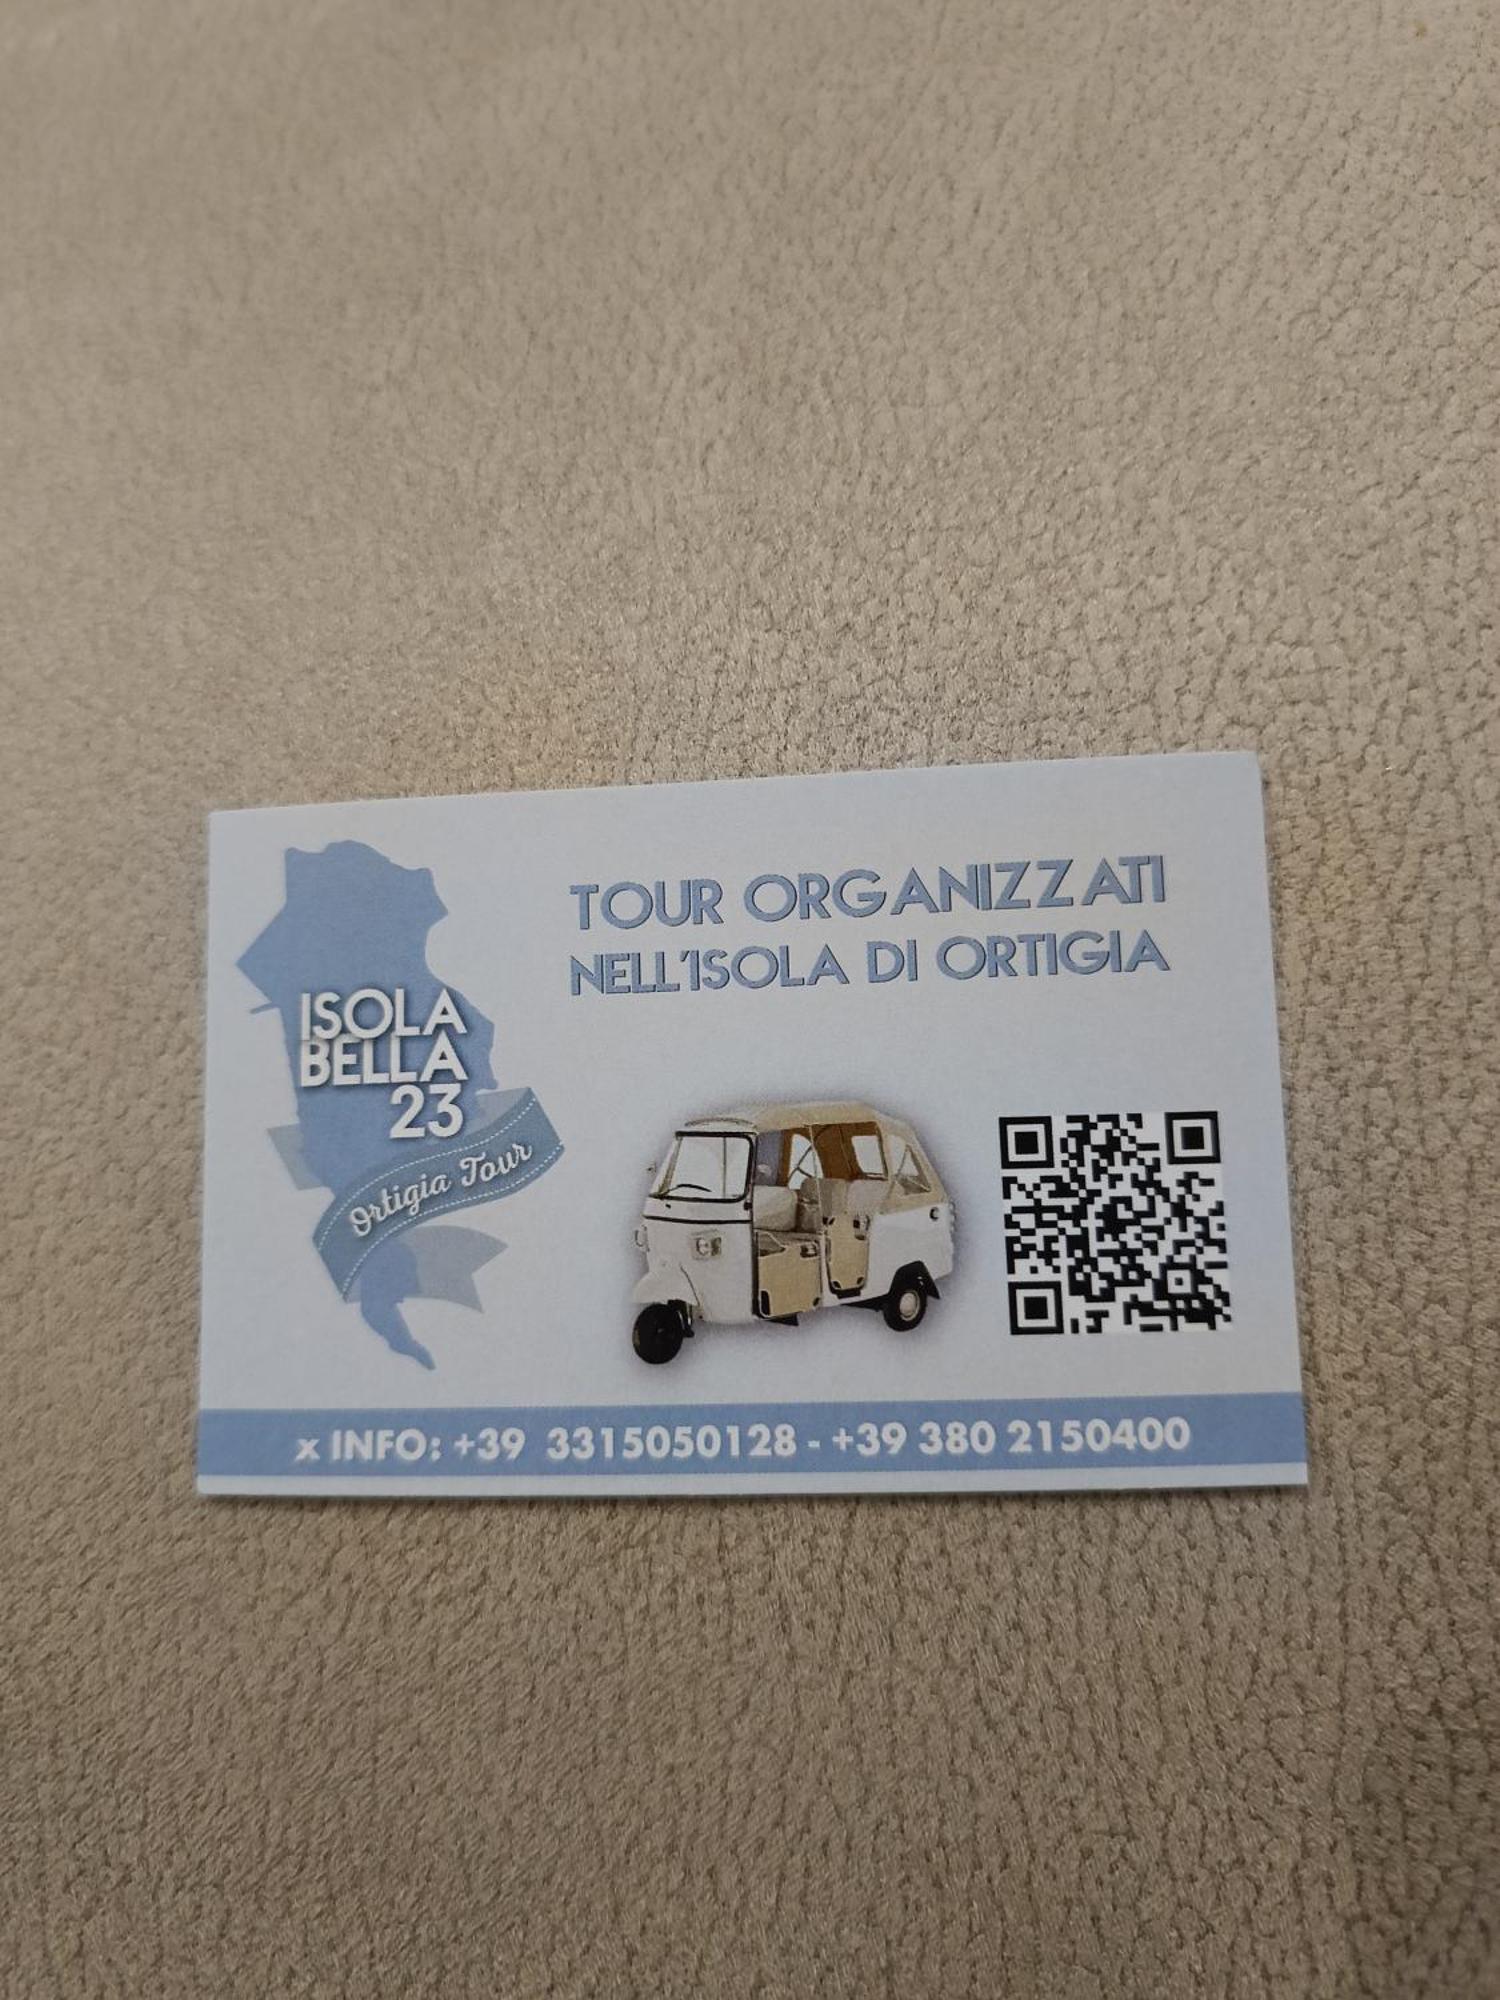 ISOLA
BELLA
23
Ortigia Tour
TOUR ORGANIZZATI
NELL'ISOLA DI ORTIGIA
x INFO: +39 3315050128 - +39 380 2150400